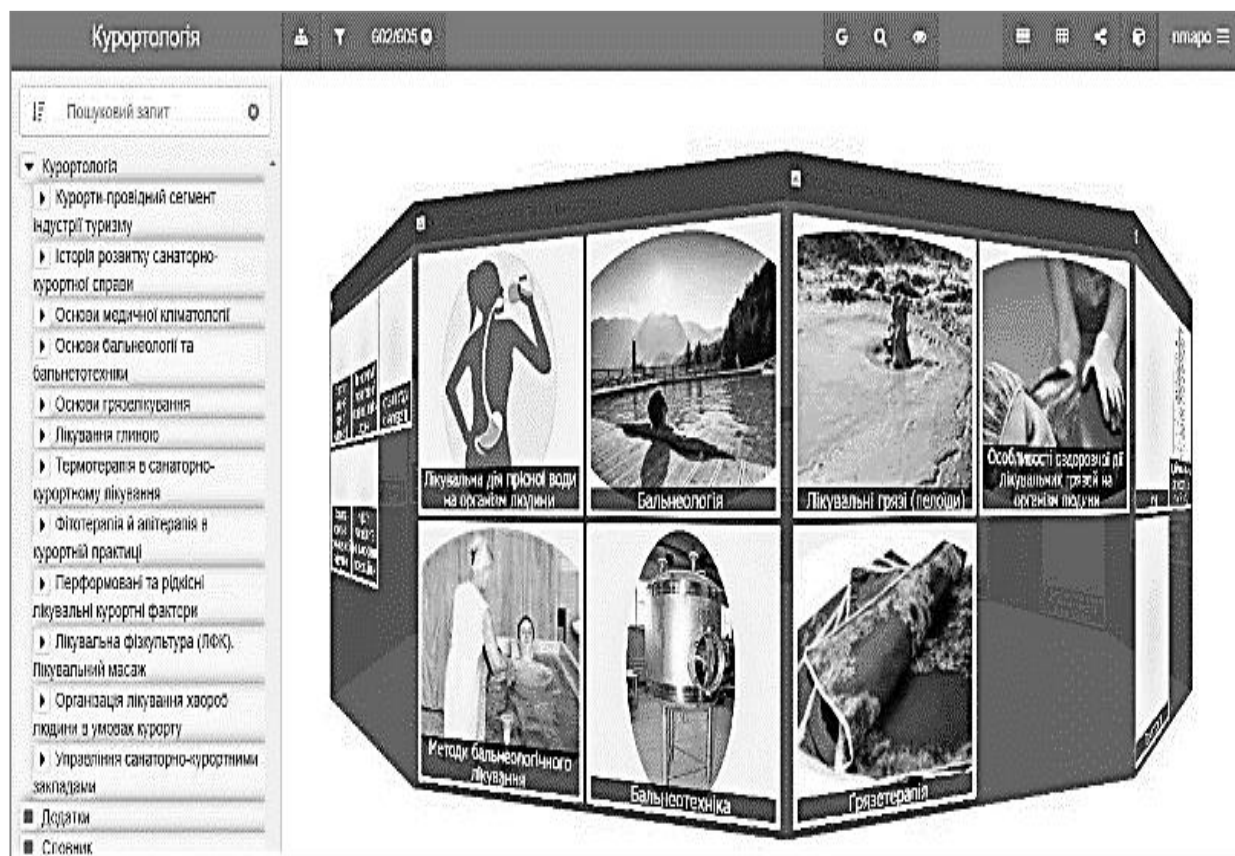 Курортологія
602/605
nmapo
Пошуковий запит
Курортологія
Курорти-провідний сегмент
індустрії туризму
Історія розвитку санаторно-
курортної справи
Основи медичної кліматології
Основи бальнеології та
бальнетотехніки
Основи грязелікування
Лікування глиною
Термотерапія в санаторно-
курортному лікування
Фітотерапія й апітерапія в
курортній практиці
Перформовані та рідкісні
лікувальні курортні фактори
Лікувальна фізкультура (ЛФК).
Лікувальний масаж
Організація лікування хвороб
людини в умовах курорту
Управління санаторно-курортними
закладами
Додатки
Словник
Лікувальна дія прісної води
на організм людини
Бальнеологія
Лікувальні грязі (пелоїди)
Особливості оздоровчої дії
лікувальних грязей на
організм людини
Методи бальнеологічного
лікування
Бальнеотехніка
Грязетерапія